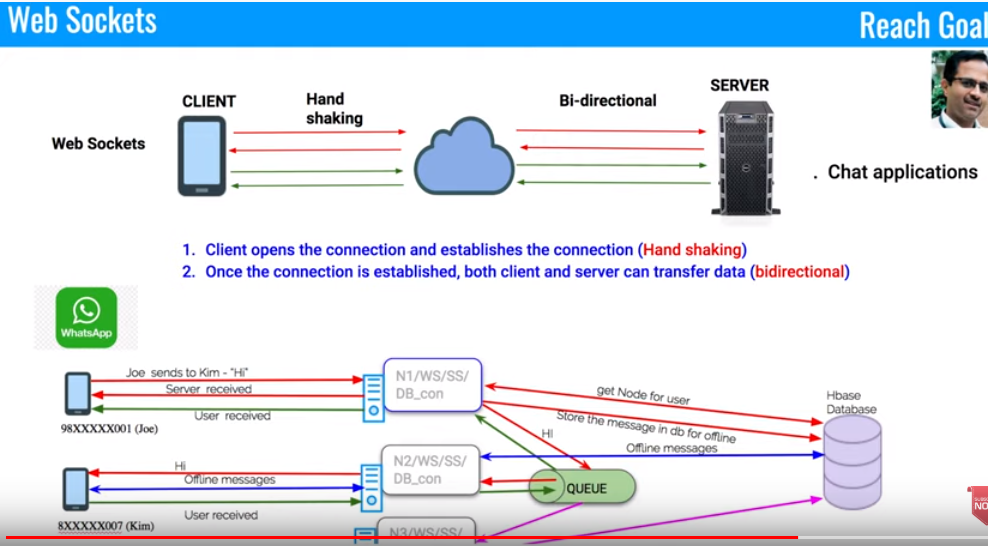 Web Sockets
Reach Goal
CLIENT
Hand
shaking
Bi-directional
SERVER
Web Sockets
. Chat applications
1. Client opens the connection and establishes the connection (Hand shaking)
2. Once the connection is established, both client and server can transfer data (bidirectional)
WhatsApp
Joe sends to Kim - "Hi"
Server received
User received
98XXXXX001 (Joe)
N1/WS/SS/
DB_con
get Node for user
Store the message in db for offline
HI
Offline messages
Hbase
Database
Hi
Offline messages
User received
8XXXXX007 (Kim)
N2/WS/SS/
DB_con
QUEUE
N3/WS/SS/